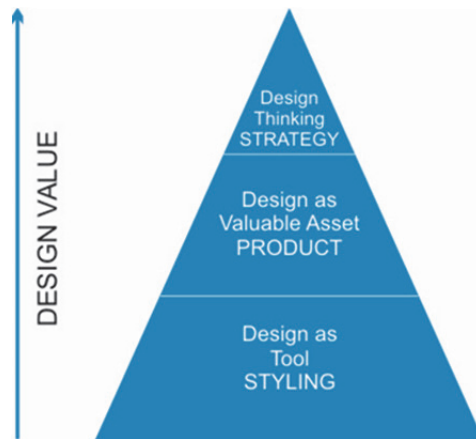 DESIGN VALUE
Design
Thinking
STRATEGY
Design as
Valuable Asset
PRODUCT
Design as
Tool
STYLING